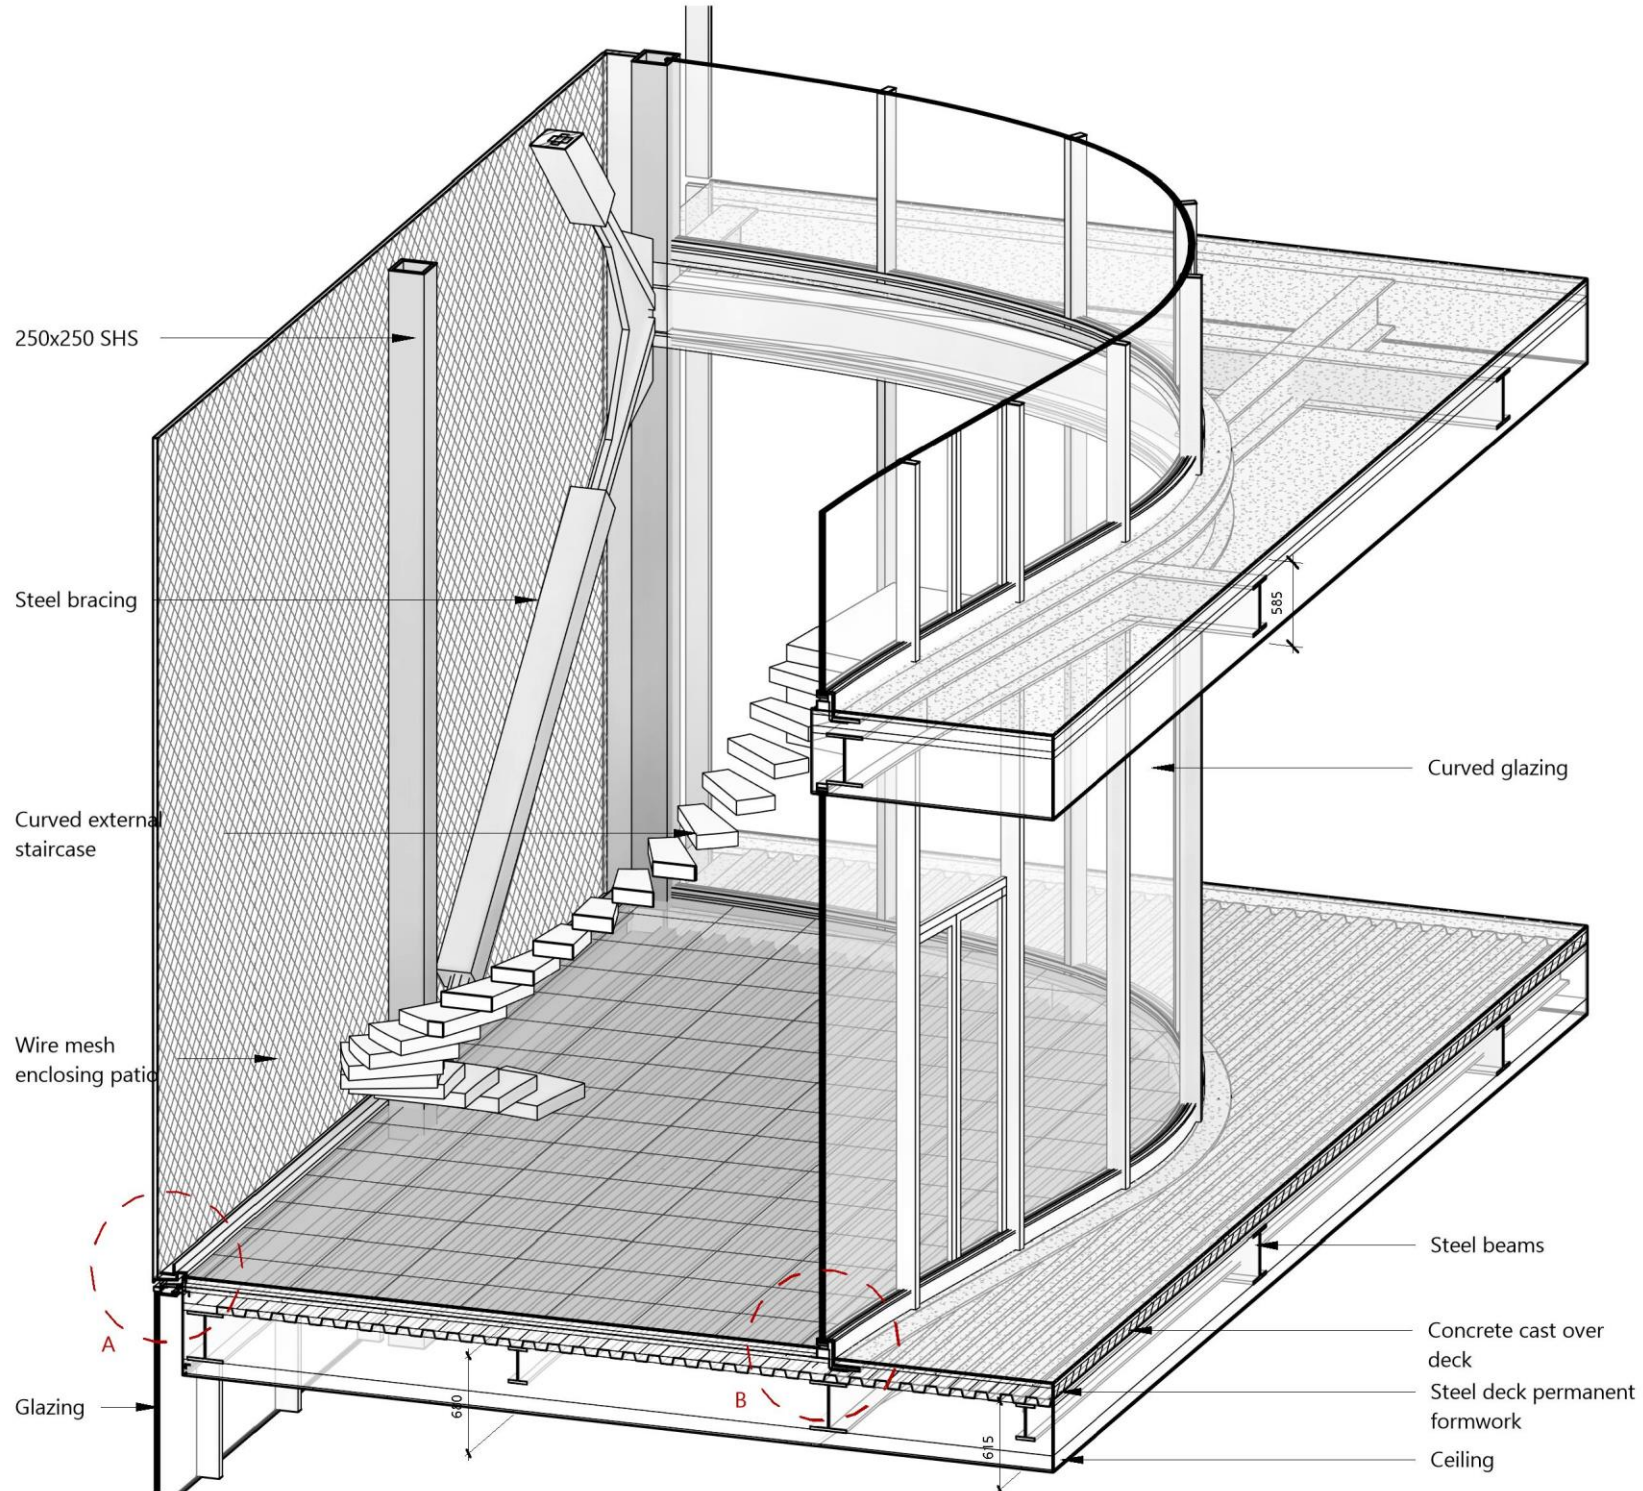 250x250 SHS
Steel bracing
585
Curved glazing
Curved external
staircase
Wire mesh
enclosing patio
Steel beams
A
Concrete cast over
deck
B
Steel deck permanent
formwork
Glazing
680
615
Ceiling